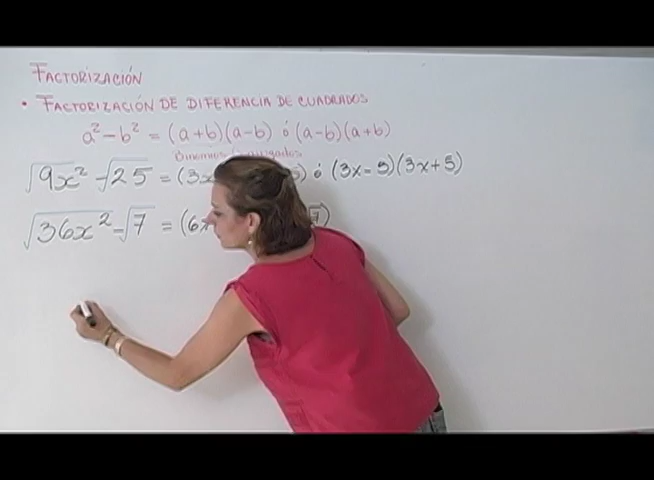 FACTORIZACIÓN
• FACTORIZACIÓN DE DIFERENCIA DE CUADRADOS
a² - b² = (a+b)(a-b) ó (a-b)(a+b)
Binomios
√9x² - √25 = (3x 5) ó (3x-5)(3x+5)
√36x² - √7 = (6x √7)